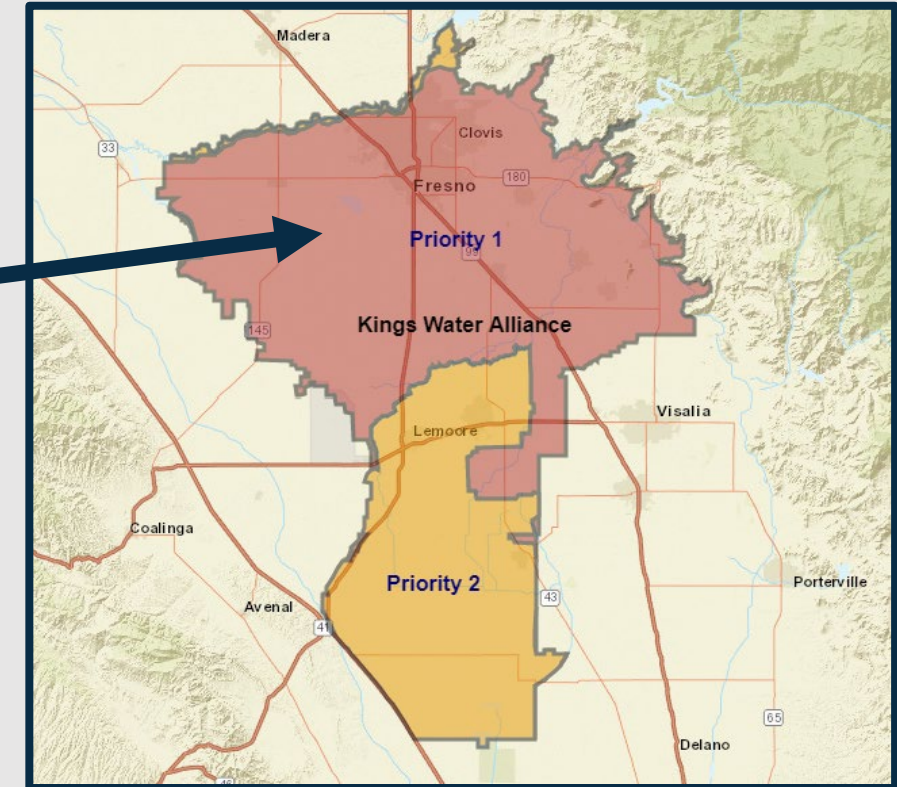 Madera
33
Clovis
180
Fresno
Priority 1
99
Kings Water Alliance
145
Visalia
Lemoore
Coalinga
Priority 2
Porterville
43
Avenal
41
65
Delano